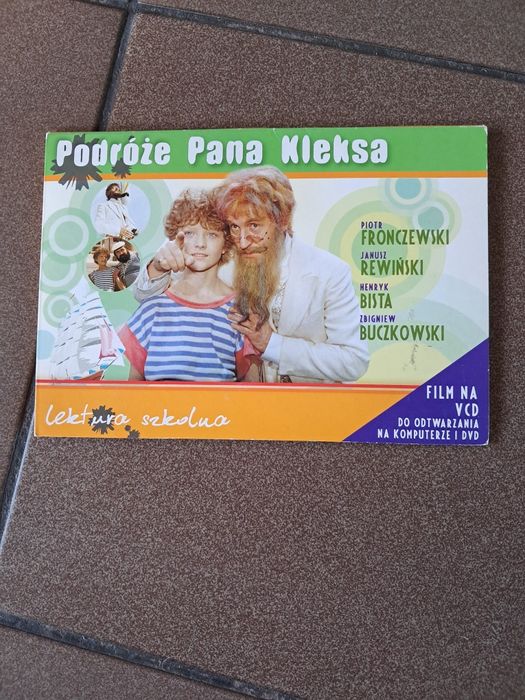 Podróże Pana Kleksa
PIOTR
FRONCZEWSKI
JANUSZ
REWIŃSKI
HENRYK
BISTA
ZBIGNIEW
BUCZKOWSKI
FILM NA
VCD
DO ODTWARZANIA
NA KOMPUTERZE I DVD
lektura szkolna